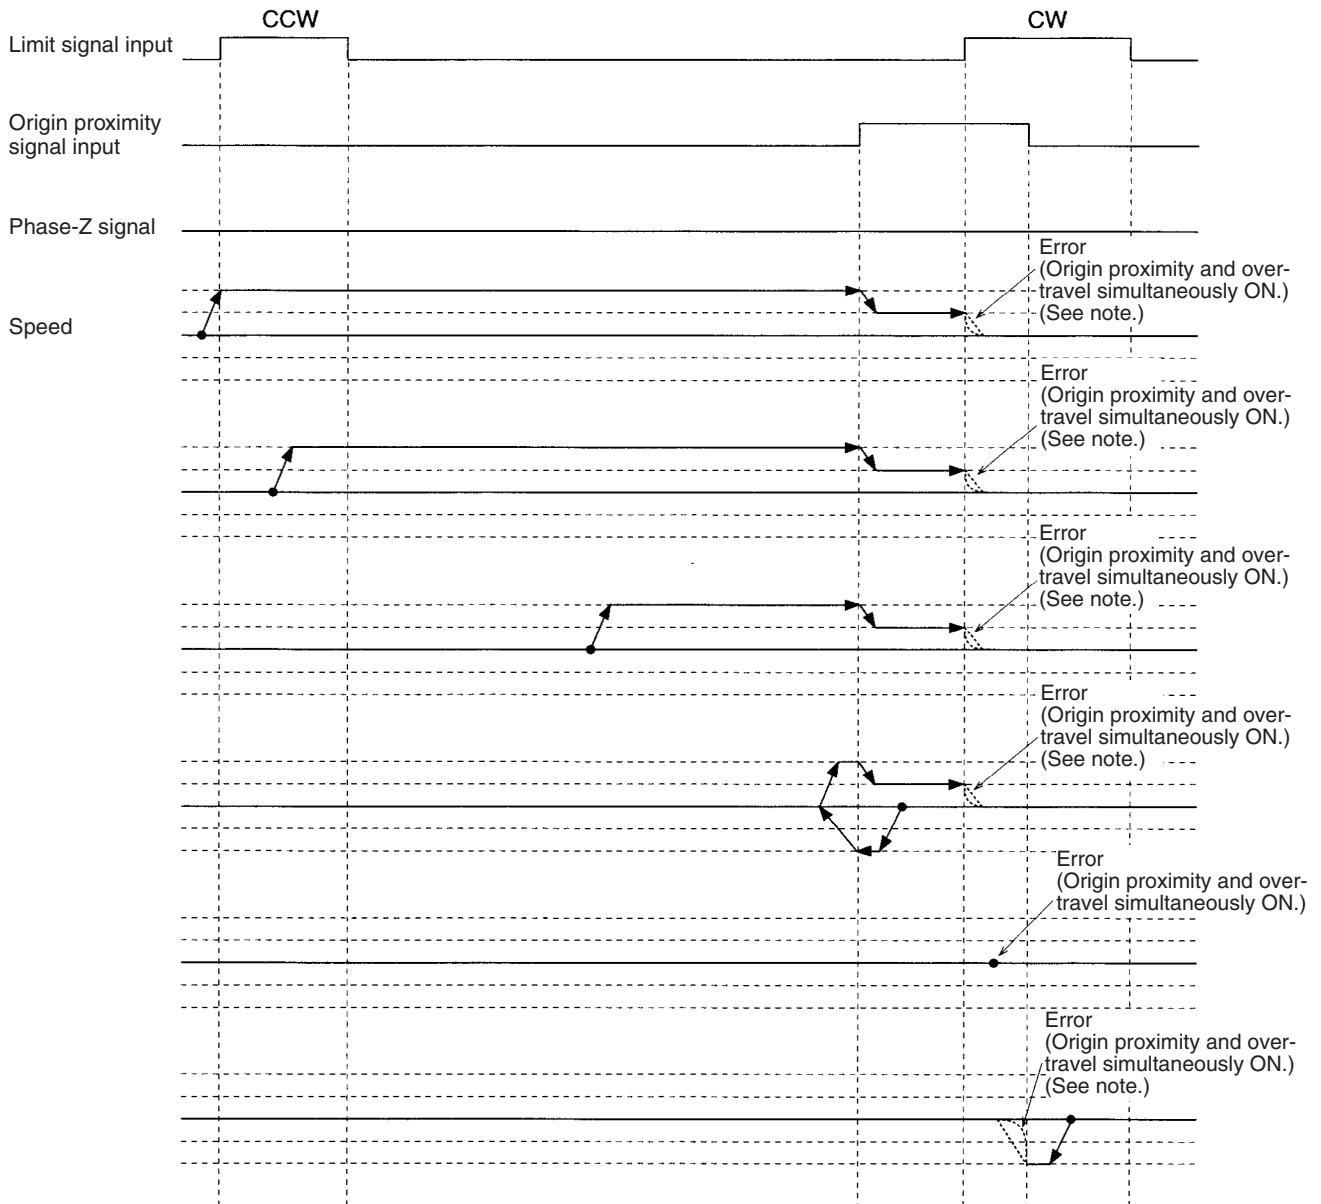 CCW
CW
Limit signal input
Origin proximity
signal input
Phase-Z signal
Error
(Origin proximity and over-
travel simultaneously ON.)
(See note.)
Speed
Error
(Origin proximity and over-
travel simultaneously ON.)
(See note.)
Error
(Origin proximity and over-
travel simultaneously ON.)
(See note.)
Error
(Origin proximity and over-
travel simultaneously ON.)
(See note.)
Error
(Origin proximity and over-
travel simultaneously ON.)
Error
(Origin proximity and over-
travel simultaneously ON.)
(See note.)